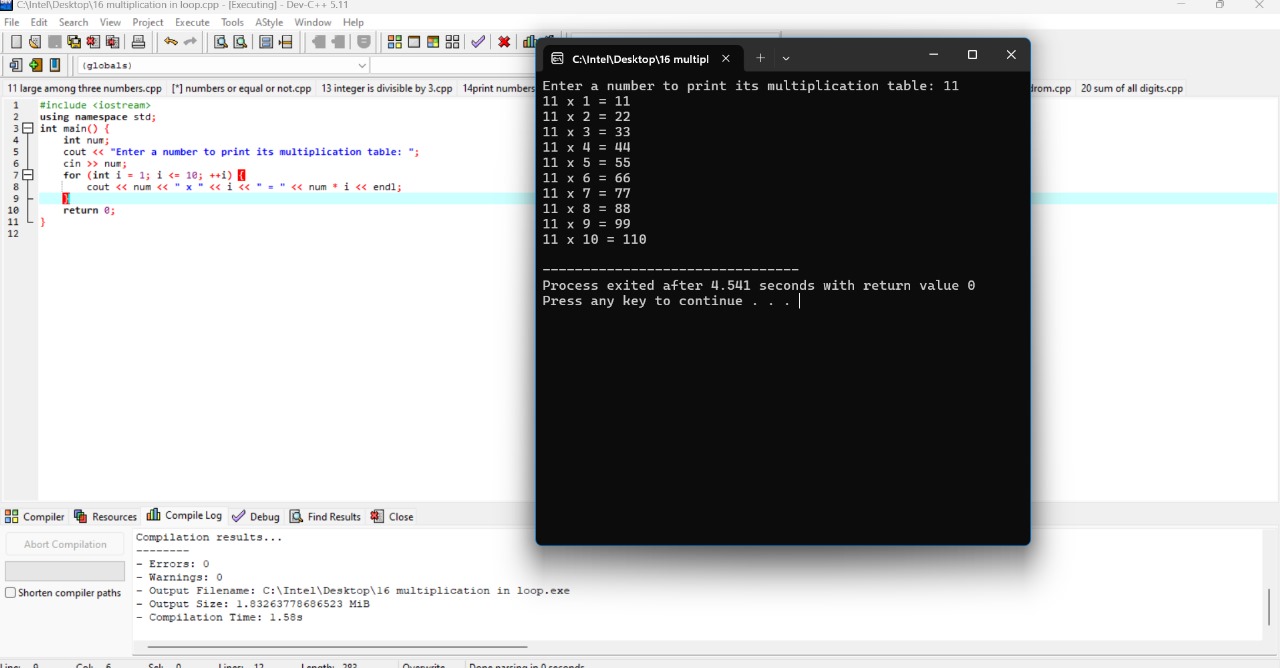 C:\Intel\Desktop\16 multiplication in loop.cpp - [Executing] - Dev-C++ 5.11
File Edit Search View Project Execute Tools AStyle Window Help
(globals)
11 large among three numbers.cpp [*] numbers or equal or not.cpp 13 integer is divisible by 3.cpp 14print numbers
20 sum of all digits.cpp
1 #include <iostream>
2 using namespace std;
3 int main() {
4 int num;
5 cout << "Enter a number to print its multiplication table: ";
6 cin >> num;
7 for (int i = 1; i <= 10; ++i) {
8 cout << num << " x " << i << " = " << num * i << endl;
9 }
10 return 0;
11 }
12
C:\Intel\Desktop\16 multipl
Enter a number to print its multiplication table: 11
11 x 1 = 11
11 x 2 = 22
11 x 3 = 33
11 x 4 = 44
11 x 5 = 55
11 x 6 = 66
11 x 7 = 77
11 x 8 = 88
11 x 9 = 99
11 x 10 = 110
--------------------------------
Process exited after 4.541 seconds with return value 0
Press any key to continue . . .
Compiler Resources Compile Log Debug Find Results Close
Abort Compilation
Shorten compiler paths
Compilation results...
--------
- Errors: 0
- Warnings: 0
- Output Filename: C:\Intel\Desktop\16 multiplication in loop.exe
- Output Size: 1.83263778686523 MiB
- Compilation Time: 1.58s
Line: 9 Col: 6 Sel: 0 Lines: 12 Length: 283 Overwrite Done parsing in 0 seconds